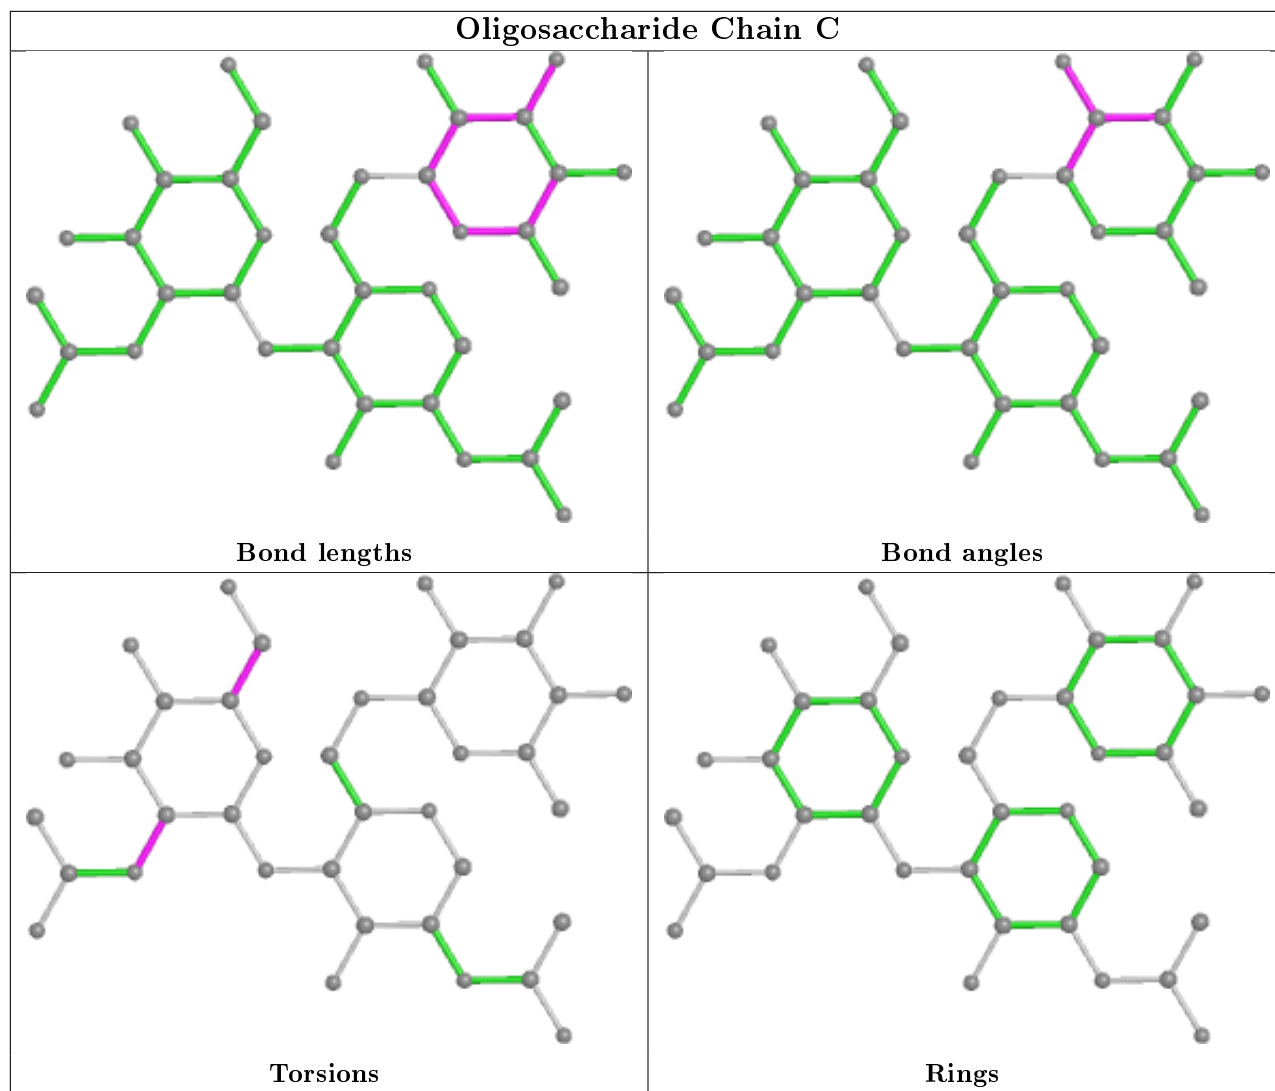 Oligosaccharide Chain C
Bond lengths
Bond angles
Torsions
Rings